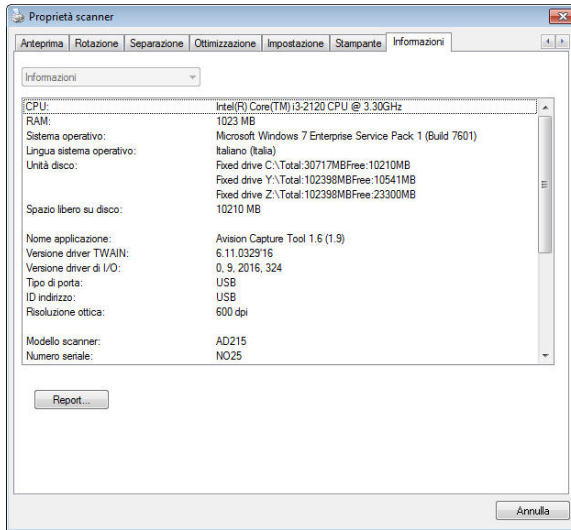 Proprietà scanner
Anteprima Rotazione Separazione Ottimizzazione Impostazione Stampante Informazioni
Informazioni
CPU: Intel(R) Core(TM) i3-2120 CPU @ 3.30GHz
RAM: 1023 MB
Sistema operativo: Microsoft Windows 7 Enterprise Service Pack 1 (Build 7601)
Lingua sistema operativo: Italiano (Italia)
Unità disco: Fixed drive C:\Total:30717MBFree:10210MB
Fixed drive Y:\Total:102398MBFree:10541MB
Fixed drive Z:\Total:102398MBFree:23300MB
Spazio libero su disco: 10210 MB
Nome applicazione: Avision Capture Tool 1.6 (1.9)
Versione driver TWAIN: 6.11.0329'16
Versione driver di I/O: 0, 9, 2016, 324
Tipo di porta: USB
ID indirizzo: USB
Risoluzione ottica: 600 dpi
Modello scanner: AD215
Numero seriale: NO25
Report...
Annulla